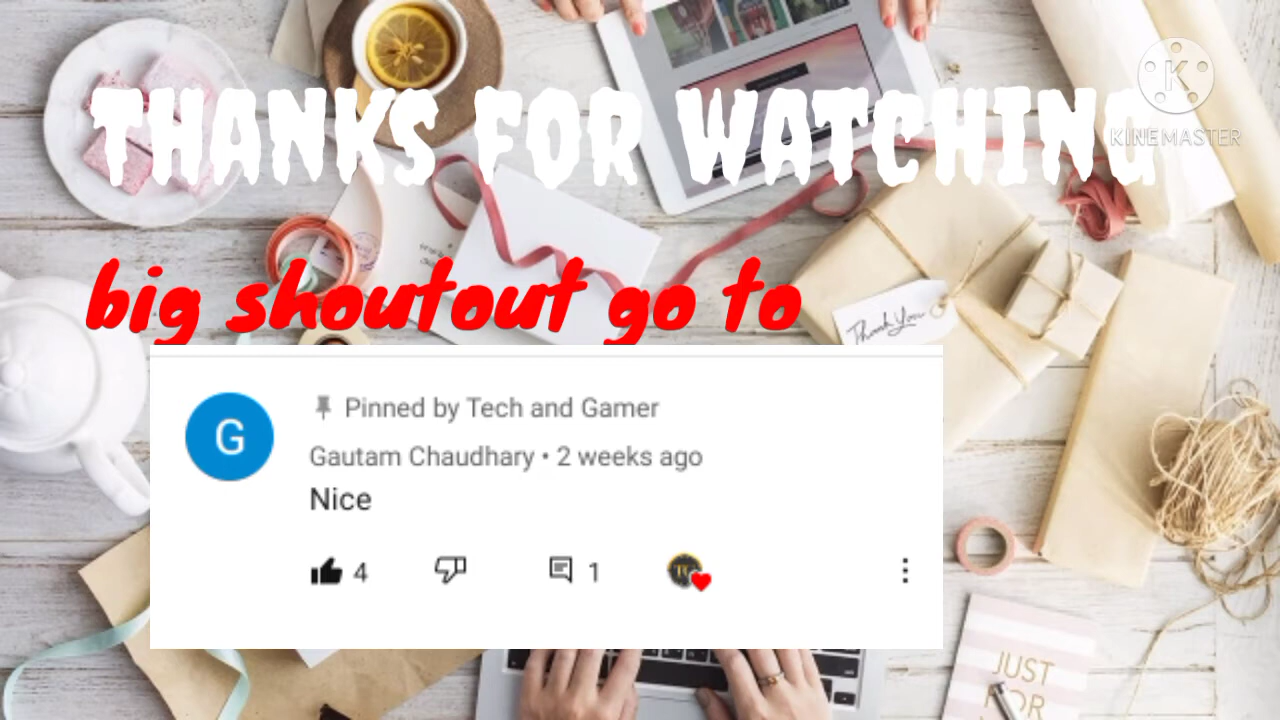 THANKS FOR WATCHING
KINEMASTER
big shoutout go to
Thank You
Pinned by Tech and Gamer
G
Gautam Chaudhary • 2 weeks ago
Nice
4
1
JUST
FOR